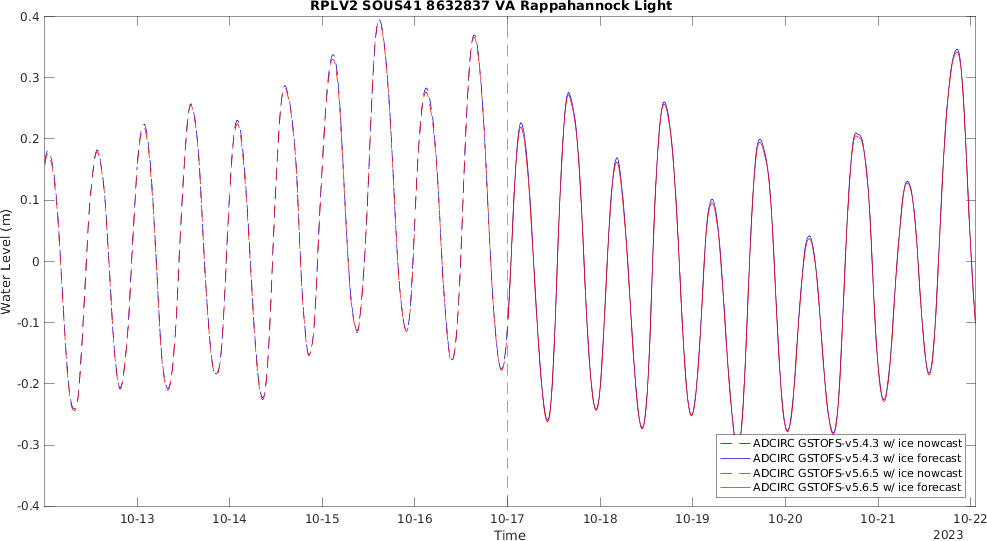 RPLV2 SOUS41 8632837 VA Rappahannock Light
0.4
0.3
0.2
0.1
0
-0.1
-0.2
-0.3
-0.4
Water Level (m)
10-13 10-14 10-15 10-16 10-17 10-18 10-19 10-20 10-21 10-22
Time
2023
ADCIRC GSTOFS-v5.4.3 w/ ice nowcast
ADCIRC GSTOFS-v5.4.3 w/ ice forecast
ADCIRC GSTOFS-v5.6.5 w/ ice nowcast
ADCIRC GSTOFS-v5.6.5 w/ ice forecast